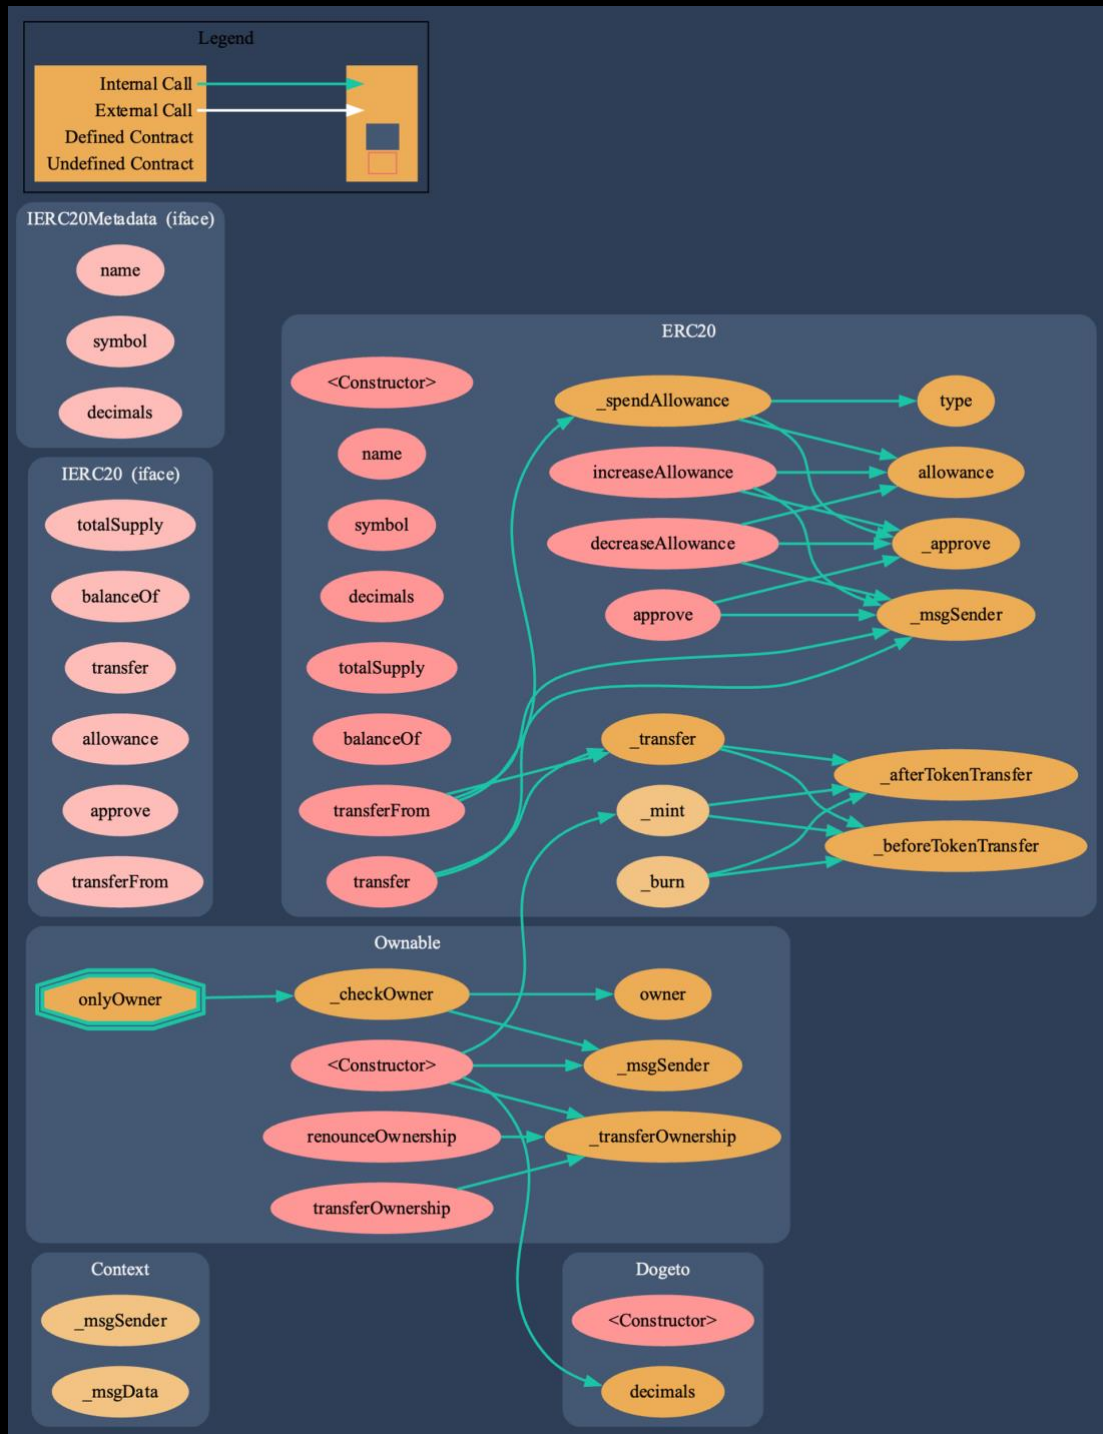 Legend
Internal Call
External Call
Defined Contract
Undefined Contract
IERC20Metadata (iface)
name
symbol
decimals
IERC20 (iface)
totalSupply
balanceOf
transfer
allowance
approve
transferFrom
ERC20
<Constructor>
name
symbol
decimals
totalSupply
balanceOf
transferFrom
transfer
_spendAllowance
increaseAllowance
decreaseAllowance
approve
_transfer
_mint
_burn
type
allowance
_approve
_msgSender
_afterTokenTransfer
_beforeTokenTransfer
Ownable
onlyOwner
_checkOwner
<Constructor>
renounceOwnership
transferOwnership
owner
_msgSender
_transferOwnership
Context
_msgSender
_msgData
Dogeto
<Constructor>
decimals